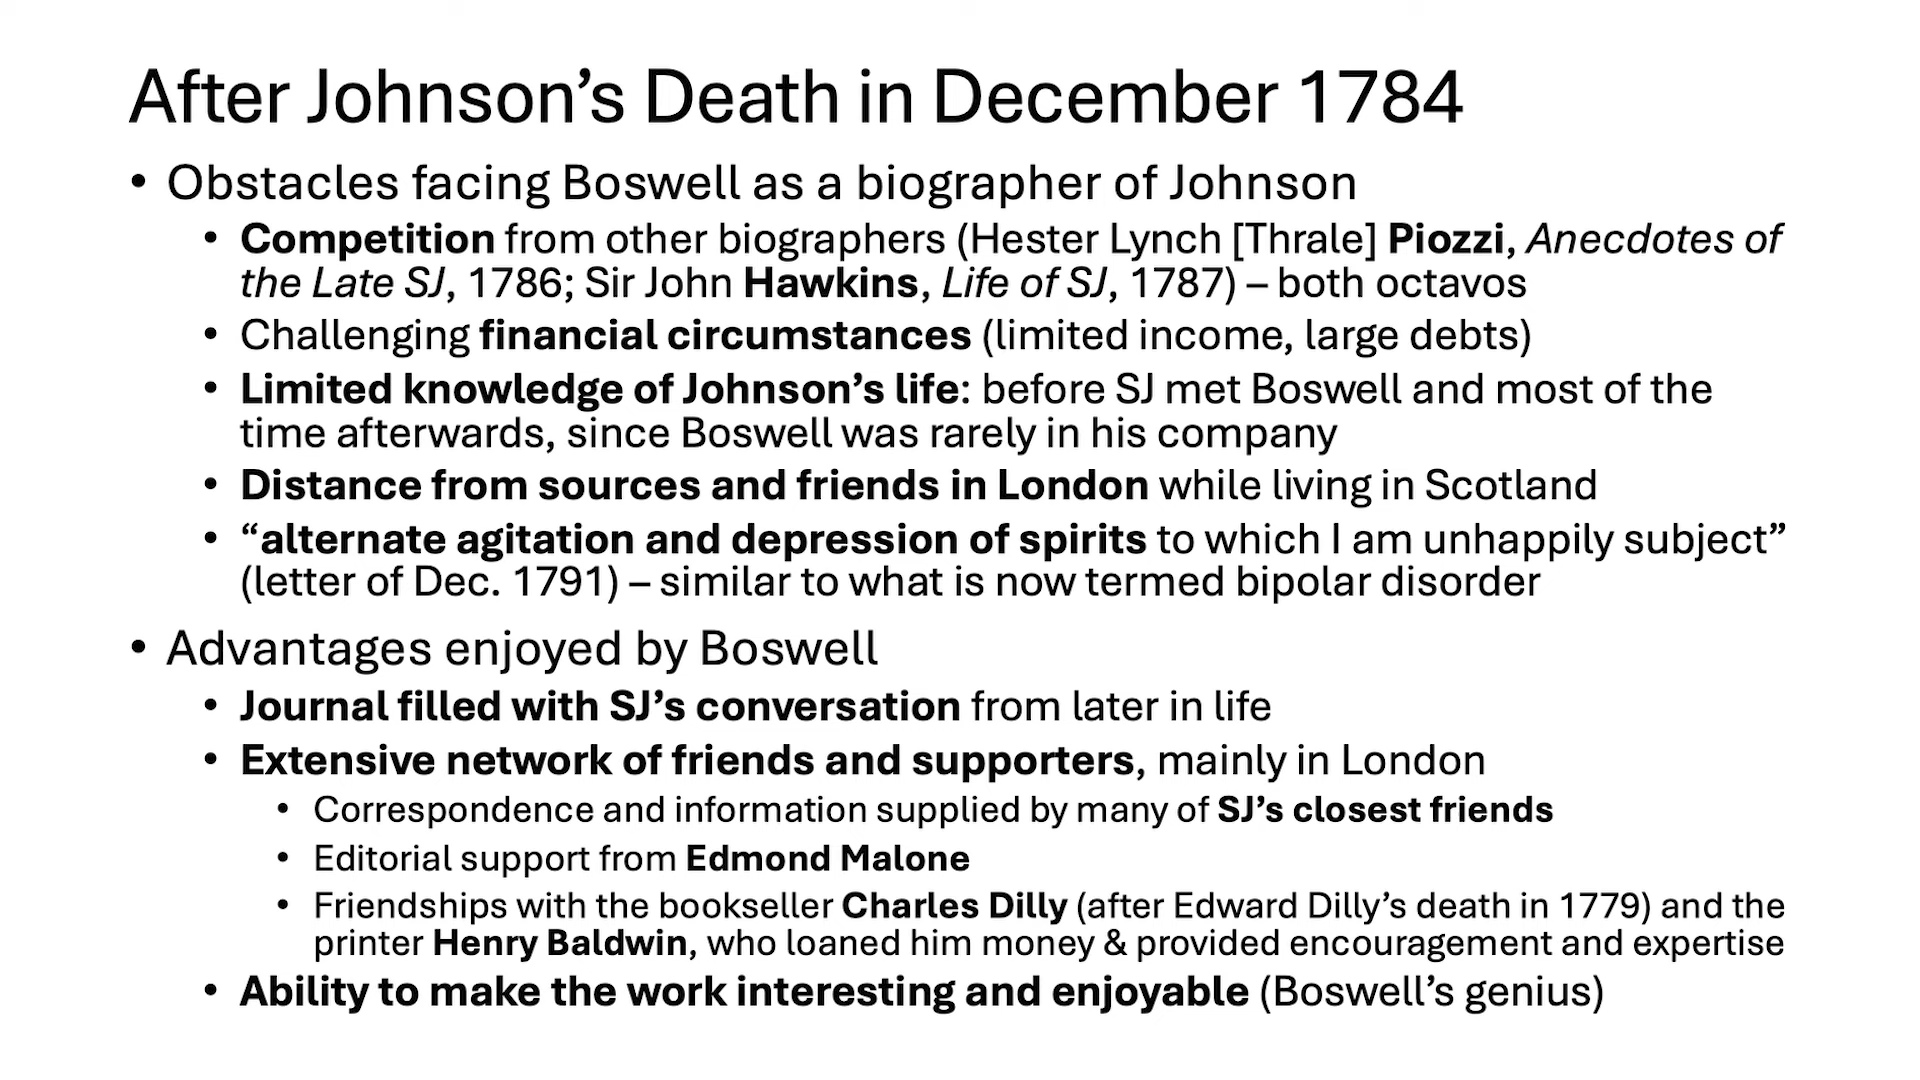 After Johnson’s Death in December 1784
• Obstacles facing Boswell as a biographer of Johnson
• Competition from other biographers (Hester Lynch [Thrale] Piozzi, Anecdotes of
the Late SJ, 1786; Sir John Hawkins, Life of SJ, 1787) – both octavos
• Challenging financial circumstances (limited income, large debts)
• Limited knowledge of Johnson’s life: before SJ met Boswell and most of the
time afterwards, since Boswell was rarely in his company
• Distance from sources and friends in London while living in Scotland
• “alternate agitation and depression of spirits to which I am unhappily subject”
(letter of Dec. 1791) – similar to what is now termed bipolar disorder
• Advantages enjoyed by Boswell
• Journal filled with SJ’s conversation from later in life
• Extensive network of friends and supporters, mainly in London
• Correspondence and information supplied by many of SJ’s closest friends
• Editorial support from Edmond Malone
• Friendships with the bookseller Charles Dilly (after Edward Dilly’s death in 1779) and the
printer Henry Baldwin, who loaned him money & provided encouragement and expertise
• Ability to make the work interesting and enjoyable (Boswell’s genius)